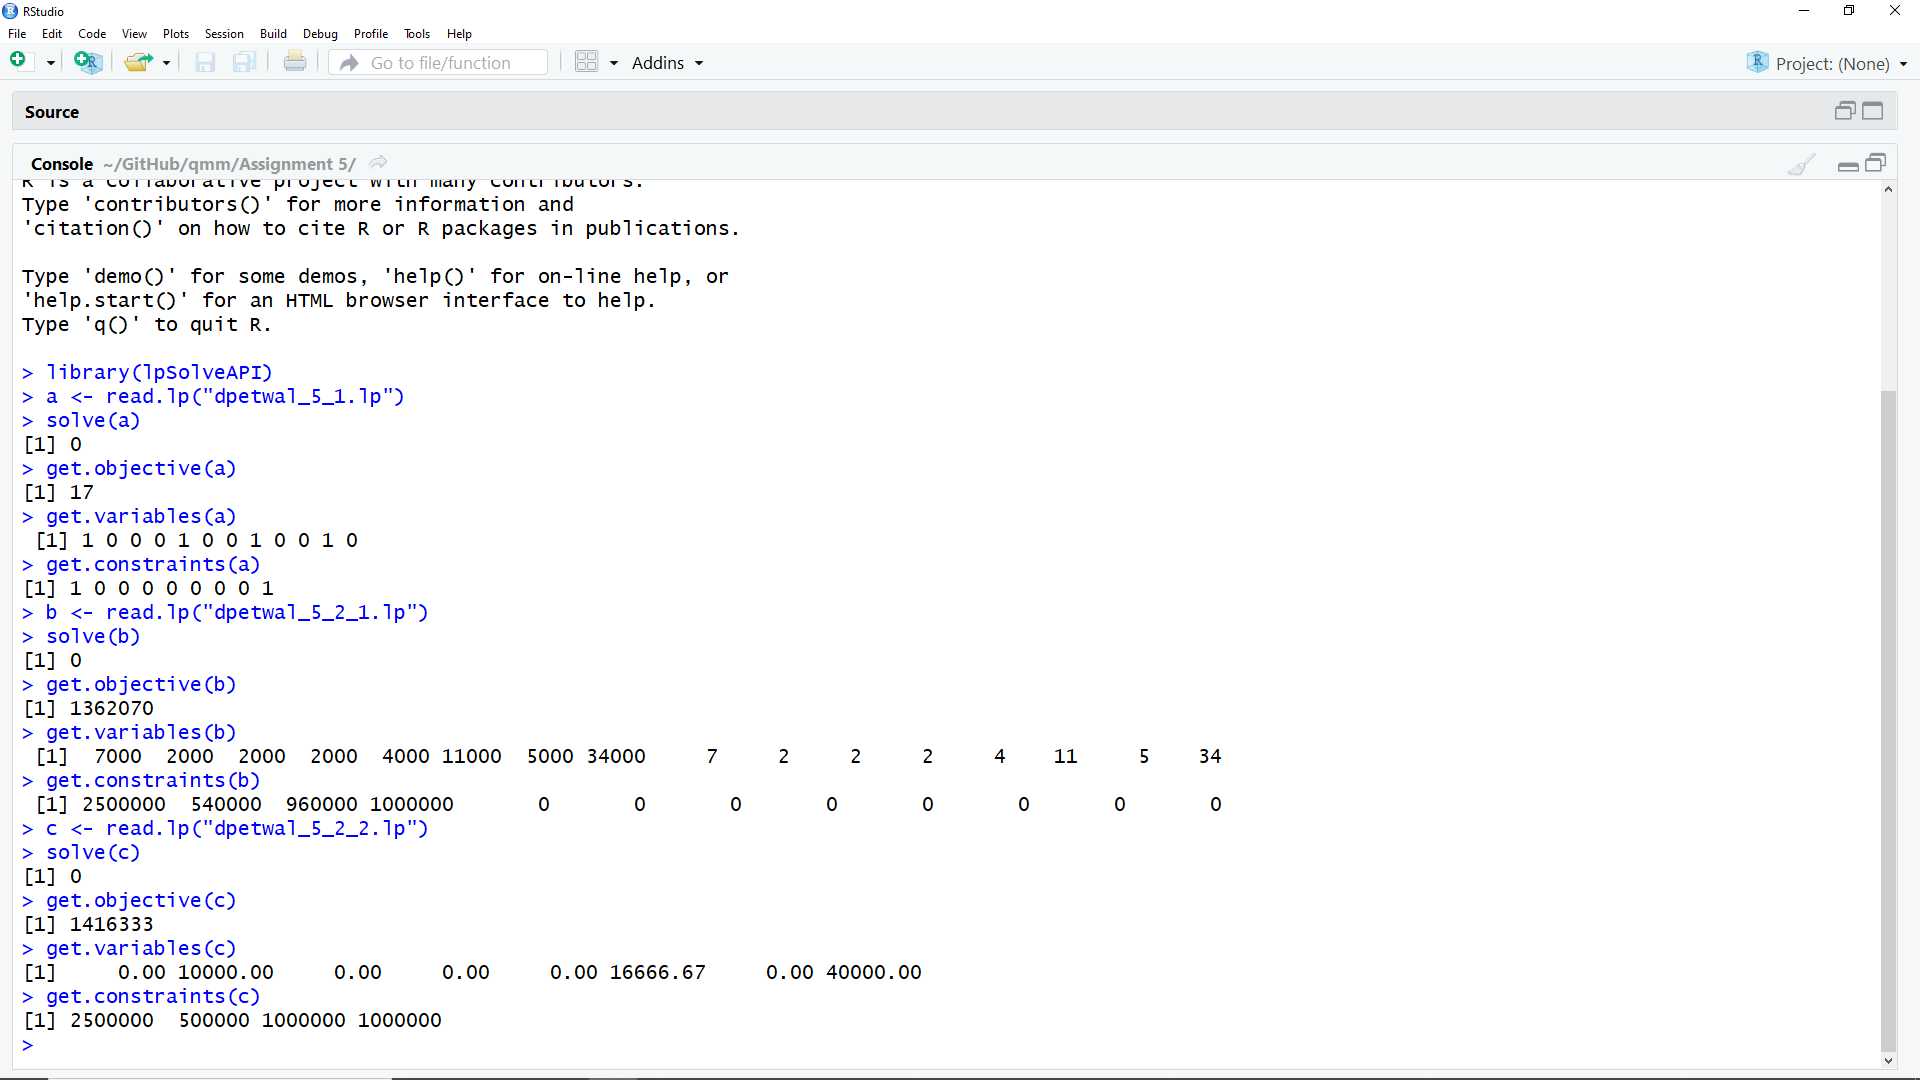 RStudio
File Edit Code View Plots Session Build Debug Profile Tools Help
Go to file/function Addins Project: (None)
Source
Console ~/GitHub/qmm/Assignment 5/
R is a collaborative project with many contributors.
Type 'contributors()' for more information and
'citation()' on how to cite R or R packages in publications.
Type 'demo()' for some demos, 'help()' for on-line help, or
'help.start()' for an HTML browser interface to help.
Type 'q()' to quit R.
> library(lpSolveAPI)
> a <- read.lp("dpetwal_5_1.lp")
> solve(a)
[1] 0
> get.objective(a)
[1] 17
> get.variables(a)
[1] 1 0 0 0 1 0 0 1 0 0 1 0
> get.constraints(a)
[1] 1 0 0 0 0 0 0 0 1
> b <- read.lp("dpetwal_5_2_1.lp")
> solve(b)
[1] 0
> get.objective(b)
[1] 1362070
> get.variables(b)
[1] 7000 2000 2000 2000 4000 11000 5000 34000 7 2 2 2 4 11 5 34
> get.constraints(b)
[1] 2500000 540000 960000 1000000 0 0 0 0 0 0 0 0
> c <- read.lp("dpetwal_5_2_2.lp")
> solve(c)
[1] 0
> get.objective(c)
[1] 1416333
> get.variables(c)
[1] 0.00 10000.00 0.00 0.00 0.00 16666.67 0.00 40000.00
> get.constraints(c)
[1] 2500000 500000 1000000 1000000
>